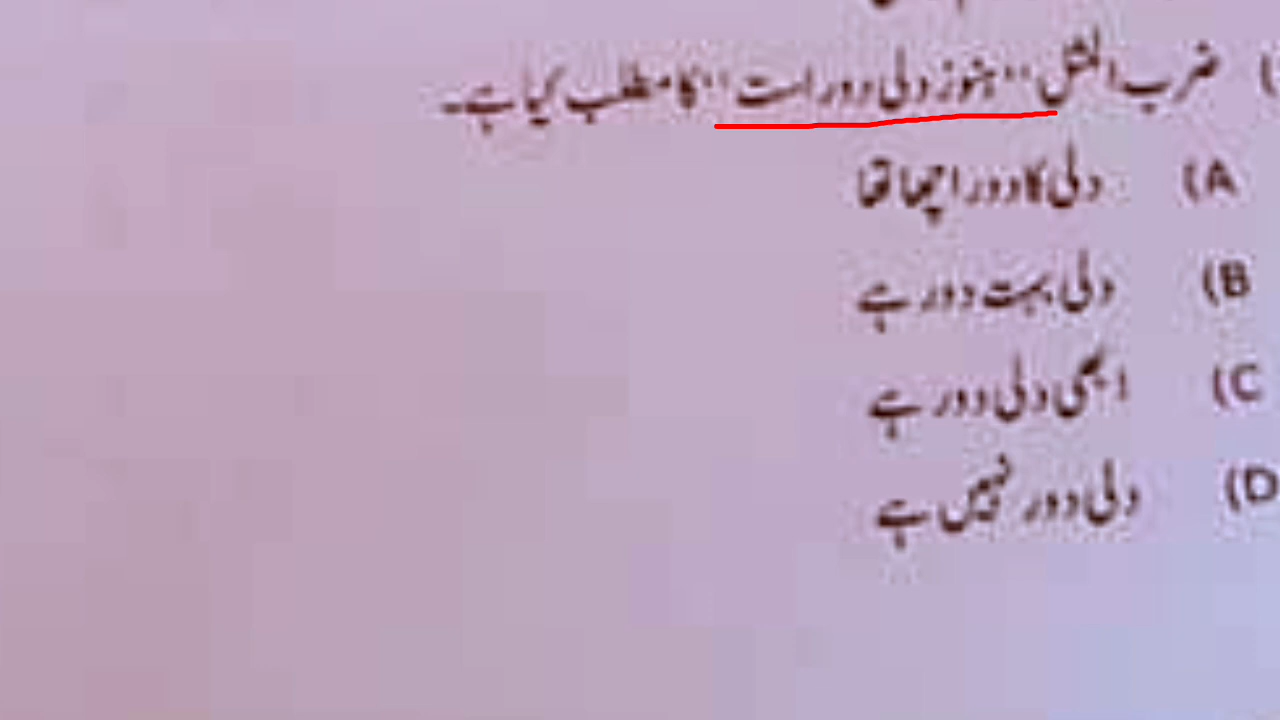 ضرب المثل "ہنوز دلی دور است" کا مطلب کیا ہے۔
(A دلی کا دور اچھا تھا
(B دلی بہت دور ہے
(C ابھی دلی دور ہے
(D دلی دور نہیں ہے